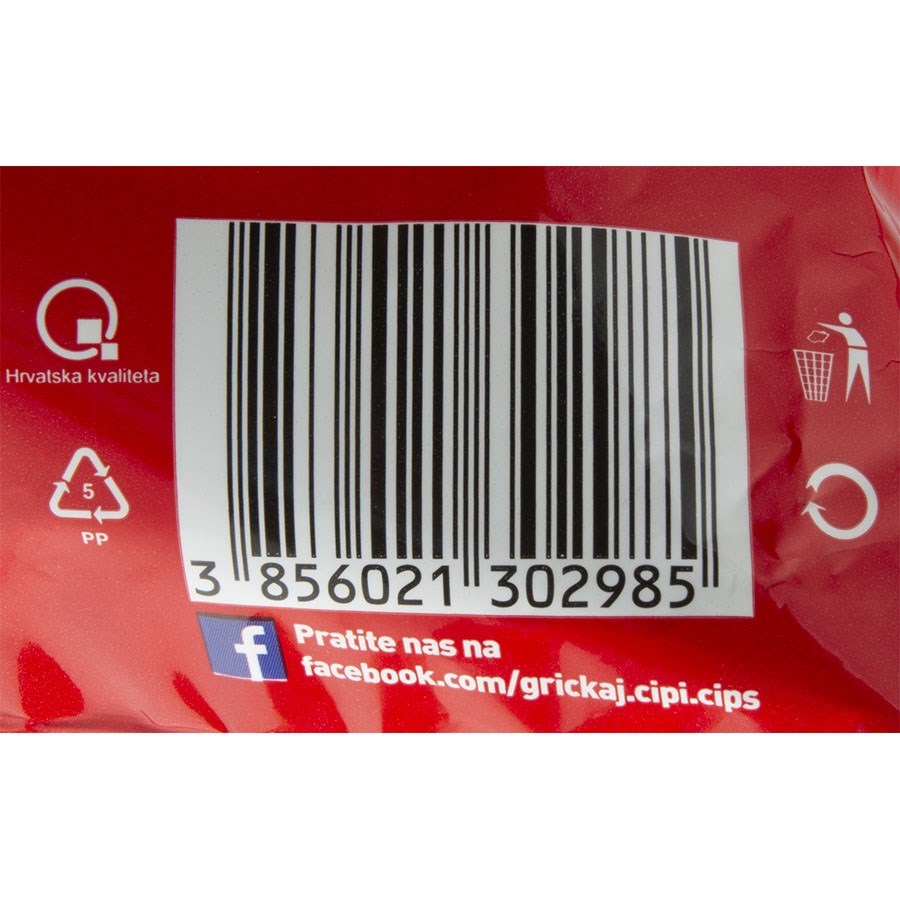 Hrvatska kvaliteta
5
PP
3 856021 302985
f
Pratite nas na
facebook.com/grickaj.cipi.cips